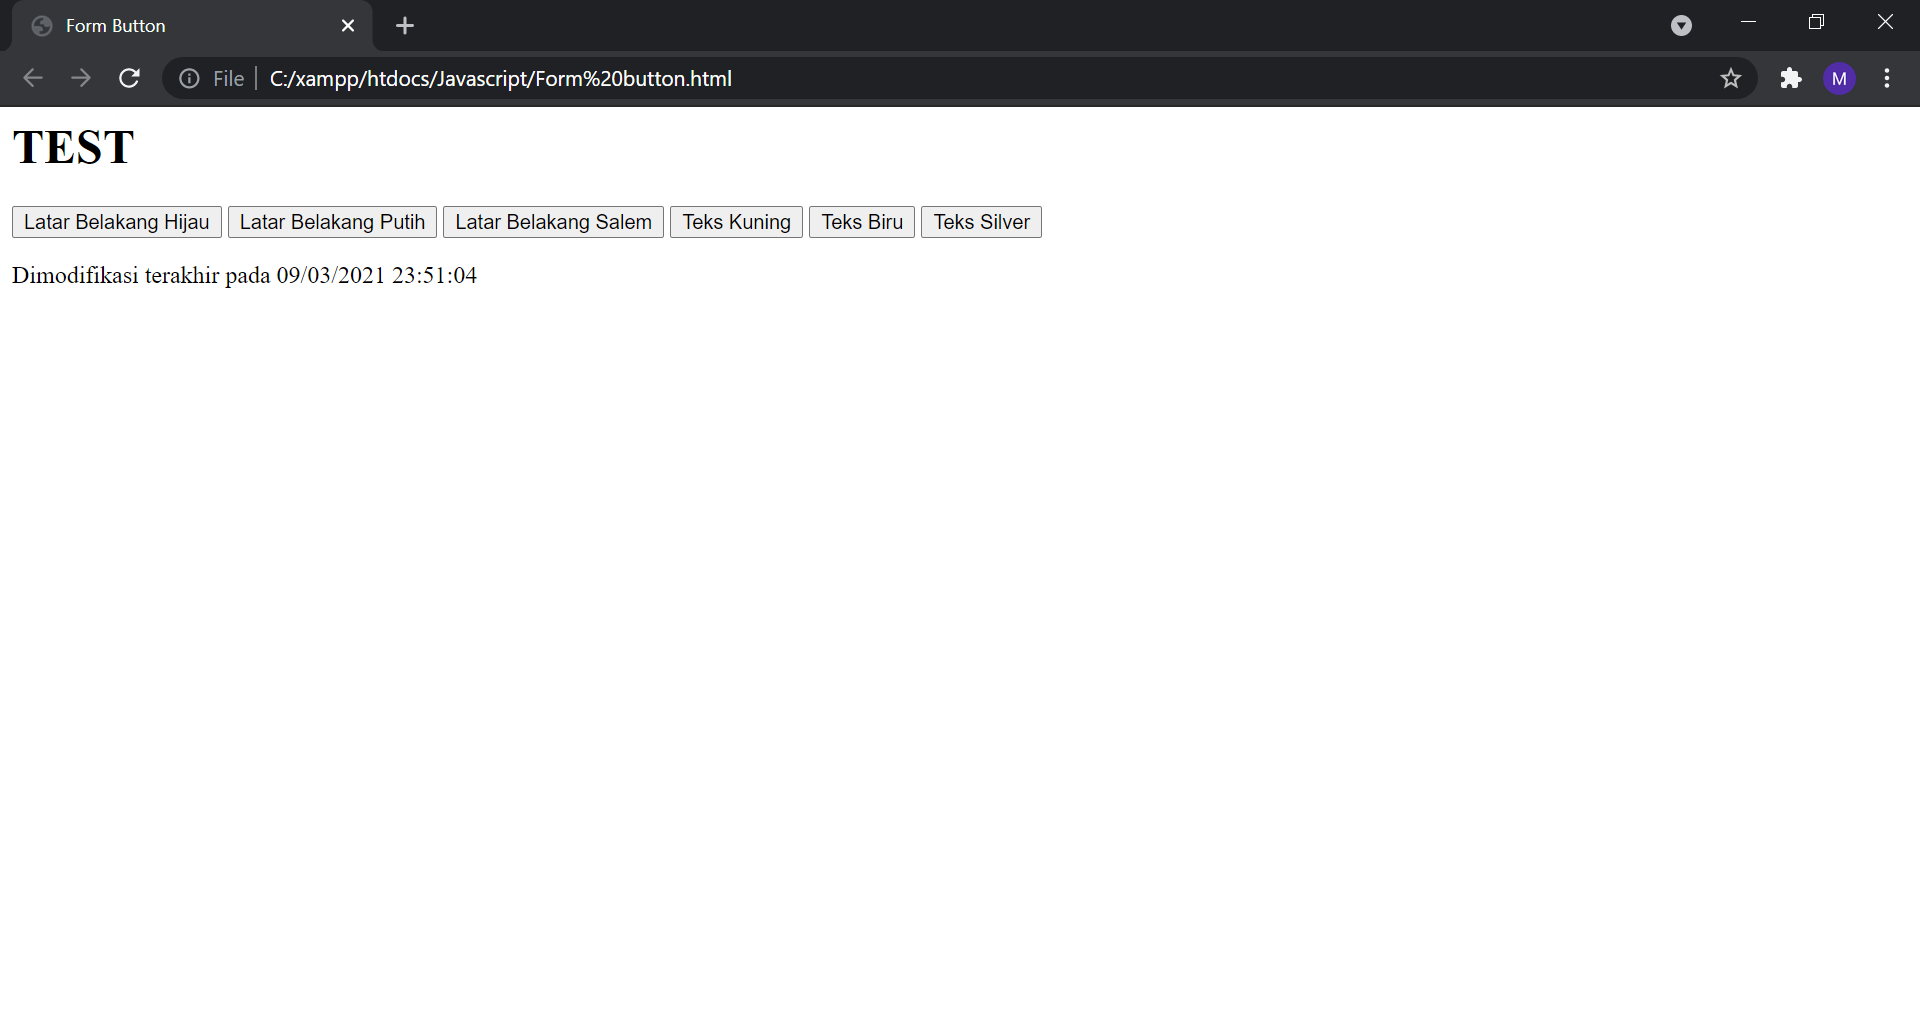 Form Button
File C:/xampp/htdocs/Javascript/Form%20button.html
M
TEST
Latar Belakang Hijau Latar Belakang Putih Latar Belakang Salem Teks Kuning Teks Biru Teks Silver
Dimodifikasi terakhir pada 09/03/2021 23:51:04